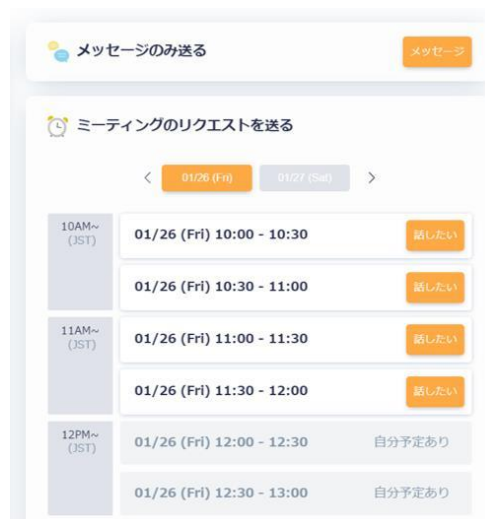 メッセージのみ送る
メッセージ
ミーティングのリクエストを送る
< 01/26 (Fri) 01/27 (Sat) >
10AM~
(JST)
01/26 (Fri) 10:00 - 10:30 話したい
01/26 (Fri) 10:30 - 11:00 話したい
11AM~
(JST)
01/26 (Fri) 11:00 - 11:30 話したい
01/26 (Fri) 11:30 - 12:00 話したい
12PM~
(JST)
01/26 (Fri) 12:00 - 12:30 自分予定あり
01/26 (Fri) 12:30 - 13:00 自分予定あり